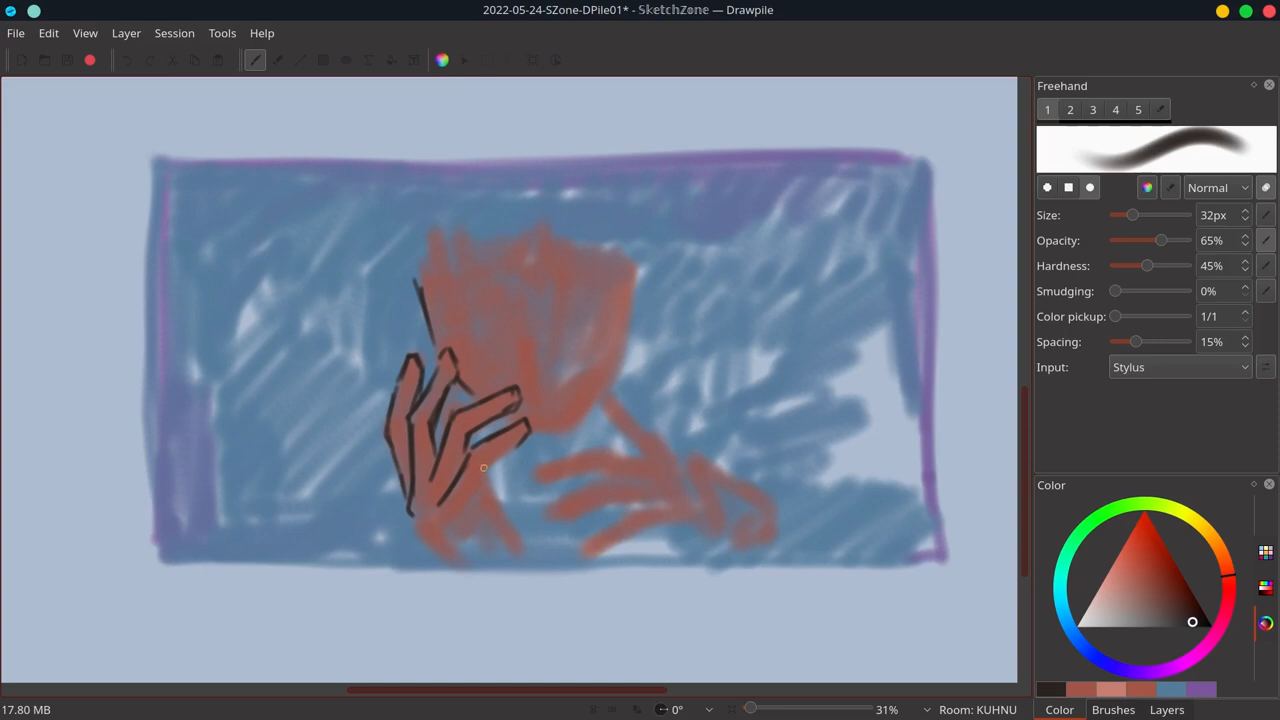 2022-05-24-SZone-DPile01* - SketchZone — Drawpile
File Edit View Layer Session Tools Help
Freehand
1 2 3 4 5
Normal
Size: 32px
Opacity: 65%
Hardness: 45%
Smudging: 0%
Color pickup: 1/1
Spacing: 15%
Input: Stylus
Color
Color Brushes Layers
17.80 MB 0° 31% Room: KUHNU